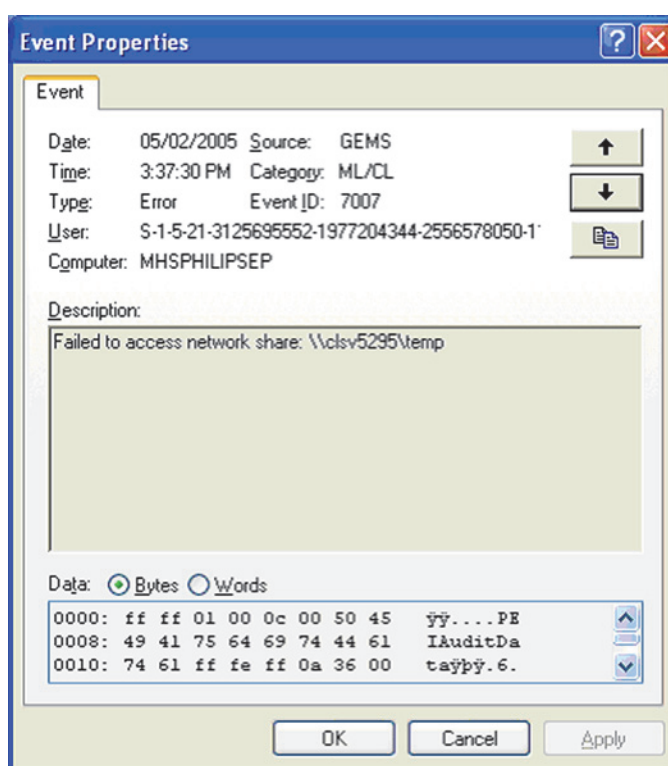 Event Properties
Event
Date: 05/02/2005 Source: GEMS
Time: 3:37:30 PM Category: ML/CL
Type: Error Event ID: 7007
User: S-1-5-21-3125695552-1977204344-2556578050-1
Computer: MHSPHILIPSEP
Description:
Failed to access network share: \\clsv5295\temp
Data: Bytes Words
0000: ff ff 01 00 0c 00 50 45 ÿÿ....PE
0008: 49 41 75 64 69 74 44 61 IAuditDa
0010: 74 61 ff fe ff 0a 36 00 taÿþÿ.6.
OK Cancel Apply